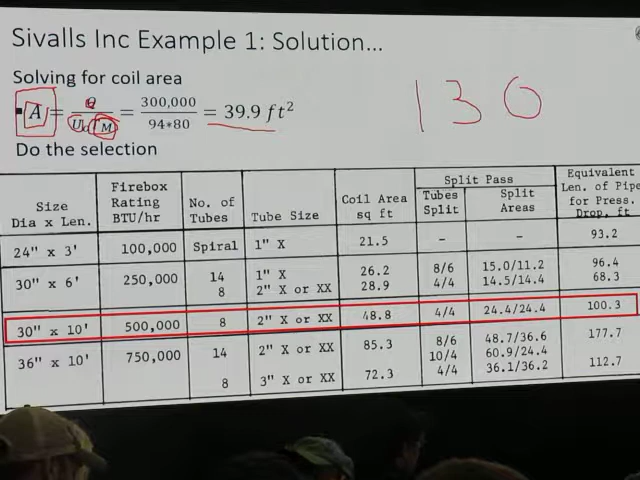 Sivalls Inc Example 1: Solution...
Solving for coil area
130
▪A = q / (U₀TM) = 300,000 / (94*80) = 39.9 ft²
Do the selection
Size Dia x Len. | Firebox Rating BTU/hr | No. of Tubes | Tube Size | Coil Area sq ft | Split Pass Tubes Split | Split Areas | Equivalent Len. of Pipe for Press. Drop, ft
24" x 3' | 100,000 | Spiral | 1" X | 21.5 | - | - | 93.2
30" x 6' | 250,000 | 14 | 1" X | 26.2 | 8/6 | 15.0/11.2 | 96.4
8 | 2" X or XX | 28.9 | 4/4 | 14.5/14.4 | 68.3
30" x 10' | 500,000 | 8 | 2" X or XX | 48.8 | 4/4 | 24.4/24.4 | 100.3
36" x 10' | 750,000 | 14 | 2" X or XX | 85.3 | 8/6 | 48.7/36.6 | 177.7
10/4 | 60.9/24.4
8 | 3" X or XX | 72.3 | 4/4 | 36.1/36.2 | 112.7